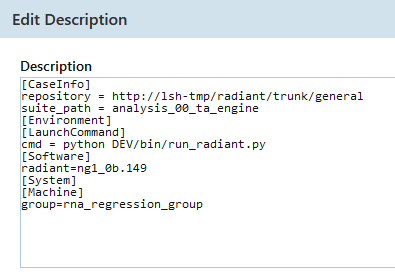 Edit Description
Description
[CaseInfo]
repository = http://lsh-tmp/radiant/trunk/general
suite_path = analysis_00_ta_engine
[Environment]
[LaunchCommand]
cmd = python DEV/bin/run_radiant.py
[Software]
radiant=ng1_0b.149
[System]
[Machine]
group=rna_regression_group